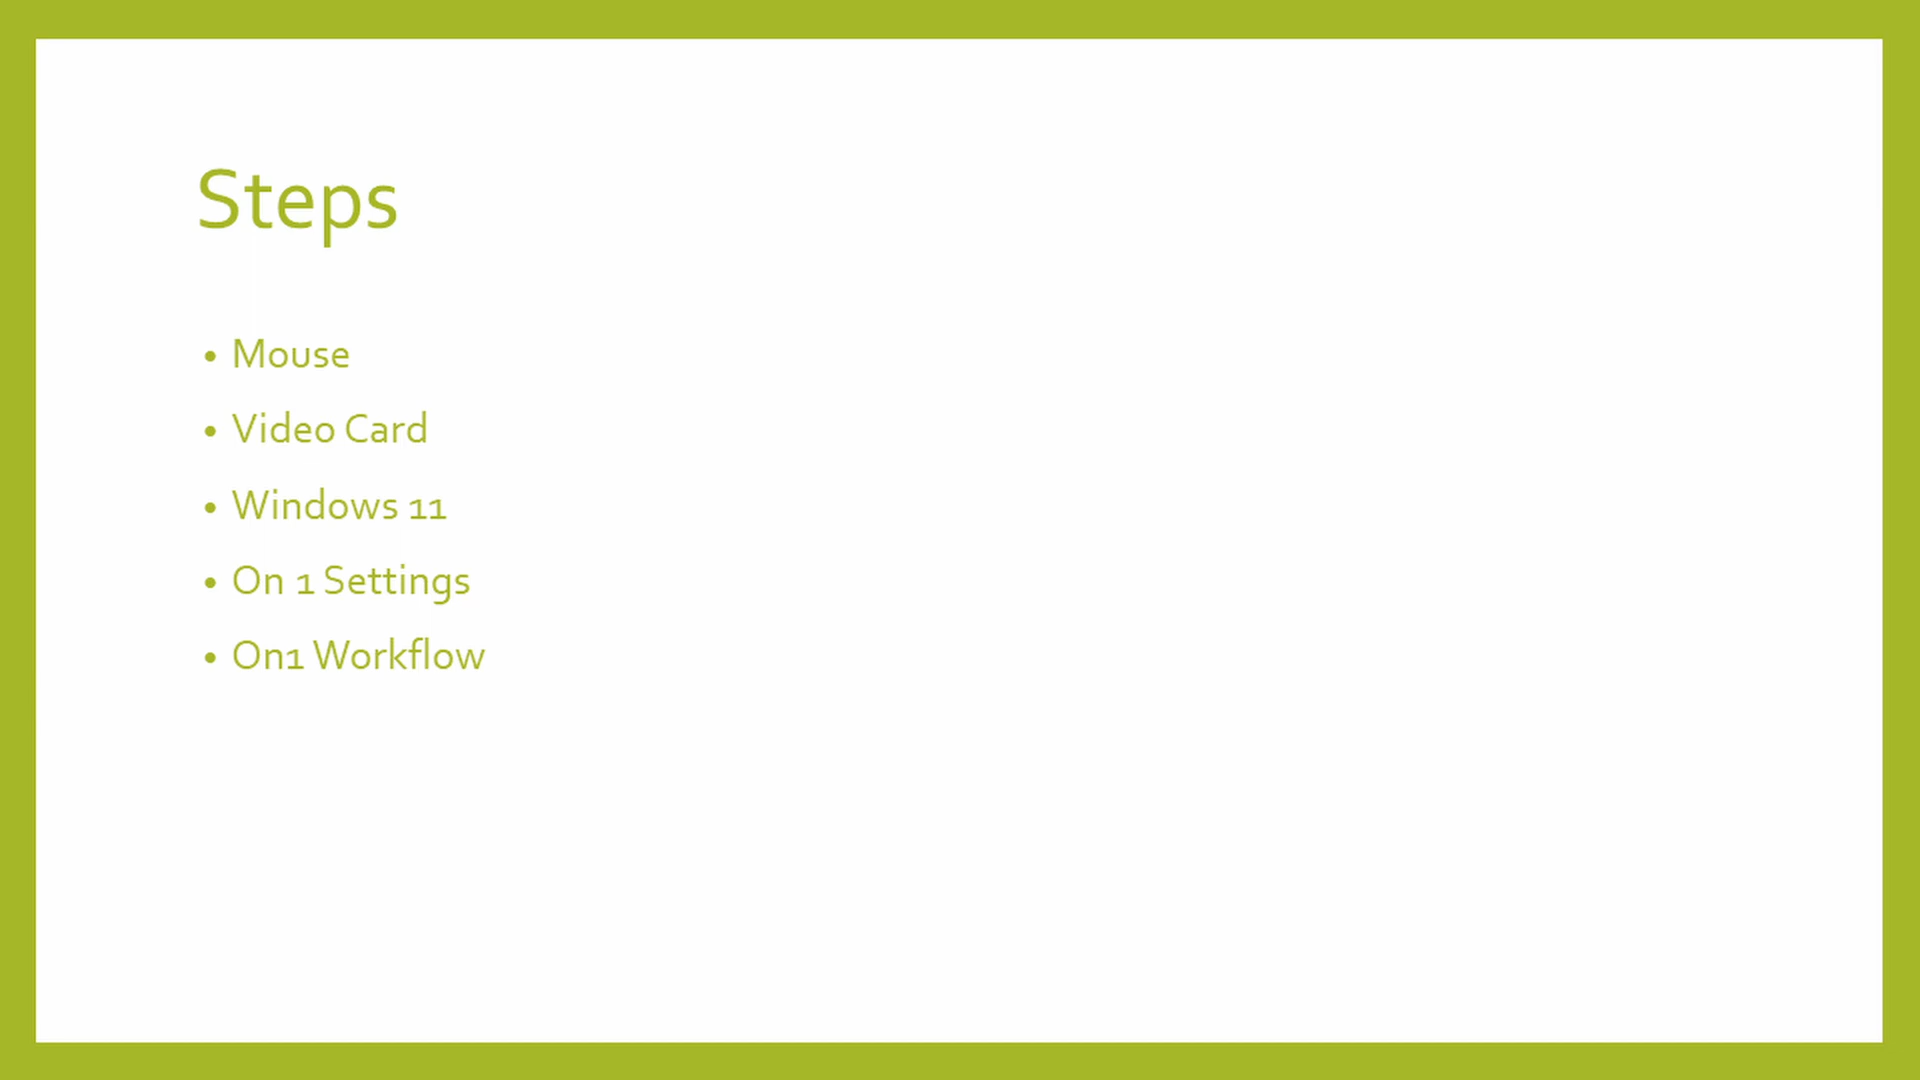 Steps
• Mouse
• Video Card
• Windows 11
• On 1 Settings
• On1 Workflow